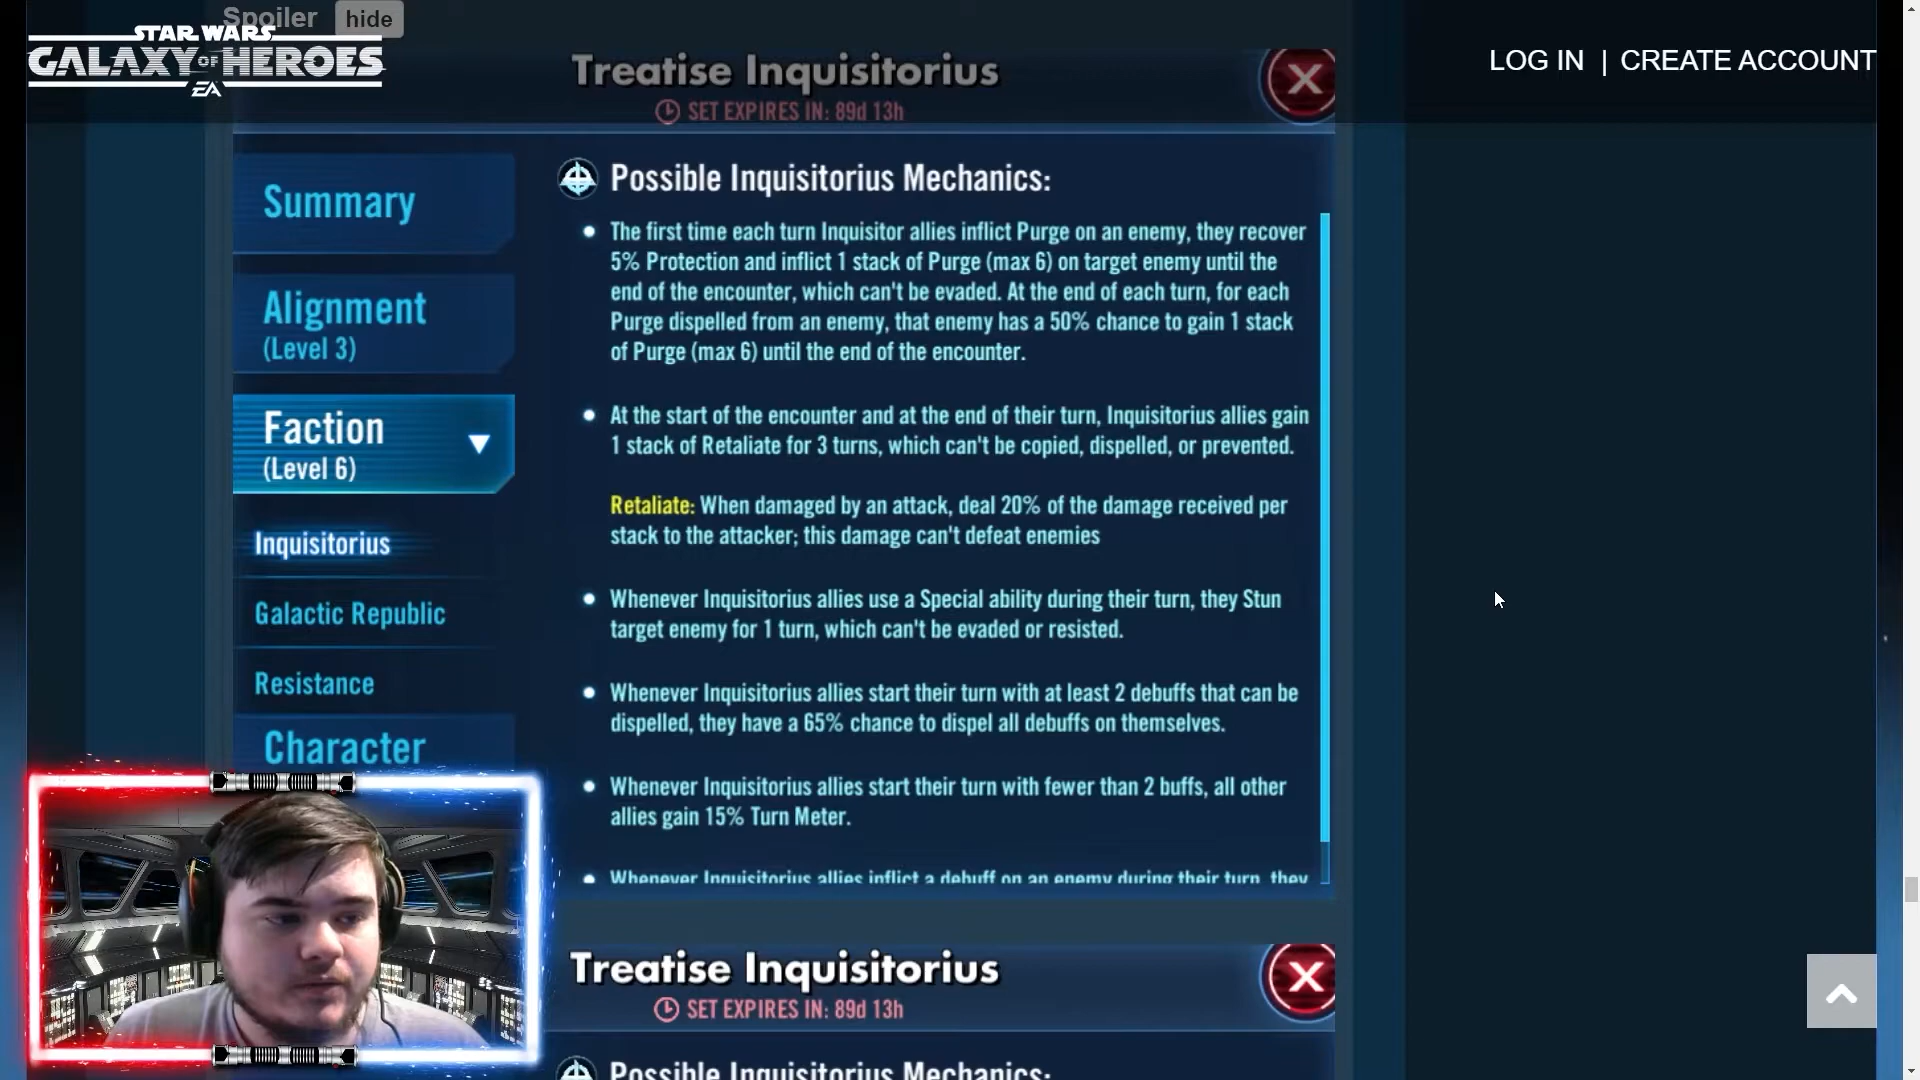 Spoiler hide
STAR WARS
GALAXY OF HEROES
EA
LOG IN | CREATE ACCOUNT
Treatise Inquisitorius
SET EXPIRES IN: 89d 13h
Summary
Alignment
(Level 3)
Faction
(Level 6)
Inquisitorius
Galactic Republic
Resistance
Character
Possible Inquisitorius Mechanics:
The first time each turn Inquisitor allies inflict Purge on an enemy, they recover
5% Protection and inflict 1 stack of Purge (max 6) on target enemy until the
end of the encounter, which can't be evaded. At the end of each turn, for each
Purge dispelled from an enemy, that enemy has a 50% chance to gain 1 stack
of Purge (max 6) until the end of the encounter.
At the start of the encounter and at the end of their turn, Inquisitorius allies gain
1 stack of Retaliate for 3 turns, which can't be copied, dispelled, or prevented.
Retaliate: When damaged by an attack, deal 20% of the damage received per
stack to the attacker; this damage can't defeat enemies
Whenever Inquisitorius allies use a Special ability during their turn, they Stun
target enemy for 1 turn, which can't be evaded or resisted.
Whenever Inquisitorius allies start their turn with at least 2 debuffs that can be
dispelled, they have a 65% chance to dispel all debuffs on themselves.
Whenever Inquisitorius allies start their turn with fewer than 2 buffs, all other
allies gain 15% Turn Meter.
Whenever Inquisitorius allies inflict a debuff on an enemy during their turn, they
Treatise Inquisitorius
SET EXPIRES IN: 89d 13h
Possible Inquisitorius Mechanics: